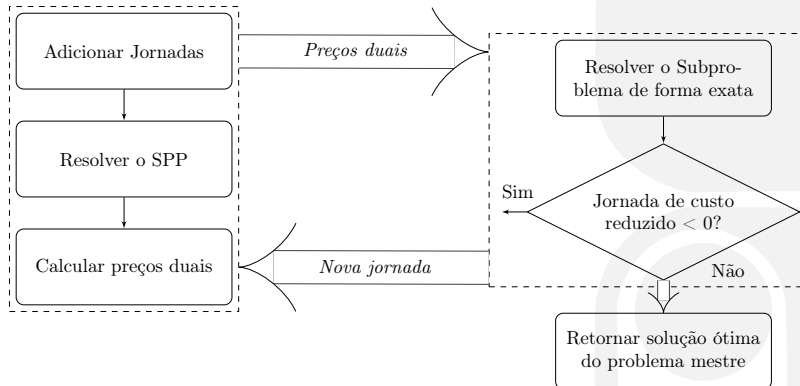 Adicionar Jornadas
Resolver o SPP
Calcular preços duais
Preços duais
Nova jornada
Resolver o Subpro-
blema de forma exata
Sim
Jornada de custo
reduzido < 0?
Não
Retornar solução ótima
do problema mestre